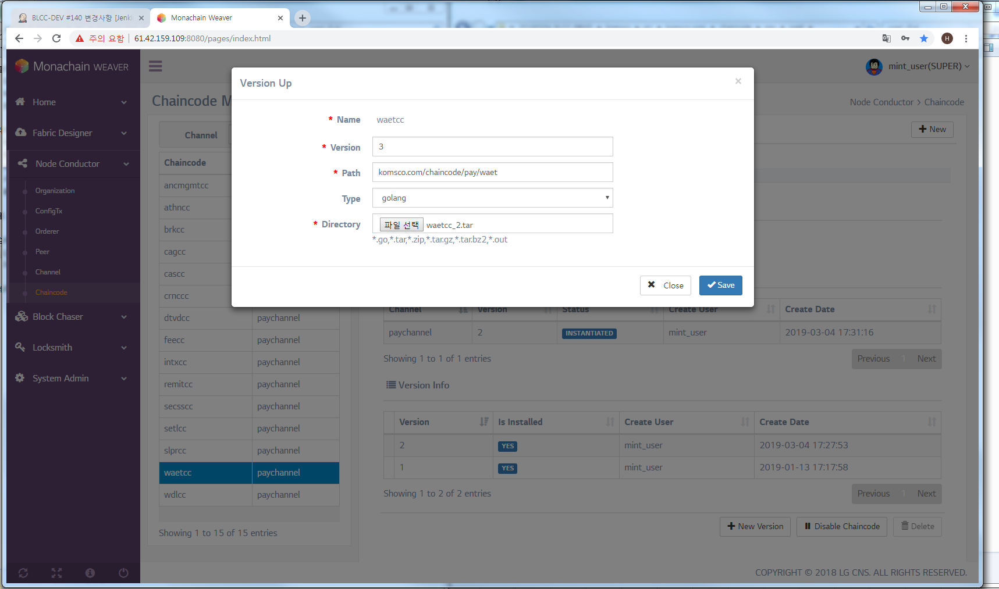 BLCC-DEV #140 변경사항 [Jenki
Monachain Weaver
주의 요함
61.42.159.109:8080/pages/index.html
H
Monachain WEAVER
mint_user(SUPER)
Home
Fabric Designer
Node Conductor
Organization
ConfigTx
Orderer
Peer
Channel
Chaincode
Block Chaser
Locksmith
System Admin
Chaincode M
Node Conductor > Chaincode
Channel
New
Version Up
* Name waetcc
* Version 3
* Path komsco.com/chaincode/pay/waet
Type golang
* Directory 파일 선택 waetcc_2.tar
*.go,*.tar,*.zip,*.tar.gz,*.tar.bz2,*.out
Close
Save
Chaincode
ancmgmtcc
athncc
brkcc
cagcc
cascc
crnccc
dtvdcc paychannel
feecc paychannel
intxcc paychannel
remitcc paychannel
secsscc paychannel
setlcc paychannel
slprcc paychannel
waetcc paychannel
wdlcc paychannel
Showing 1 to 15 of 15 entries
Channel Version Status Create User Create Date
paychannel 2 INSTANTIATED mint_user 2019-03-04 17:31:16
Showing 1 to 1 of 1 entries
Previous 1 Next
Version Info
Version Is Installed Create User Create Date
2 YES mint_user 2019-03-04 17:27:53
1 YES mint_user 2019-01-13 17:17:58
Showing 1 to 2 of 2 entries
Previous 1 Next
New Version
Disable Chaincode
Delete
COPYRIGHT © 2018 LG CNS. ALL RIGHTS RESERVED.